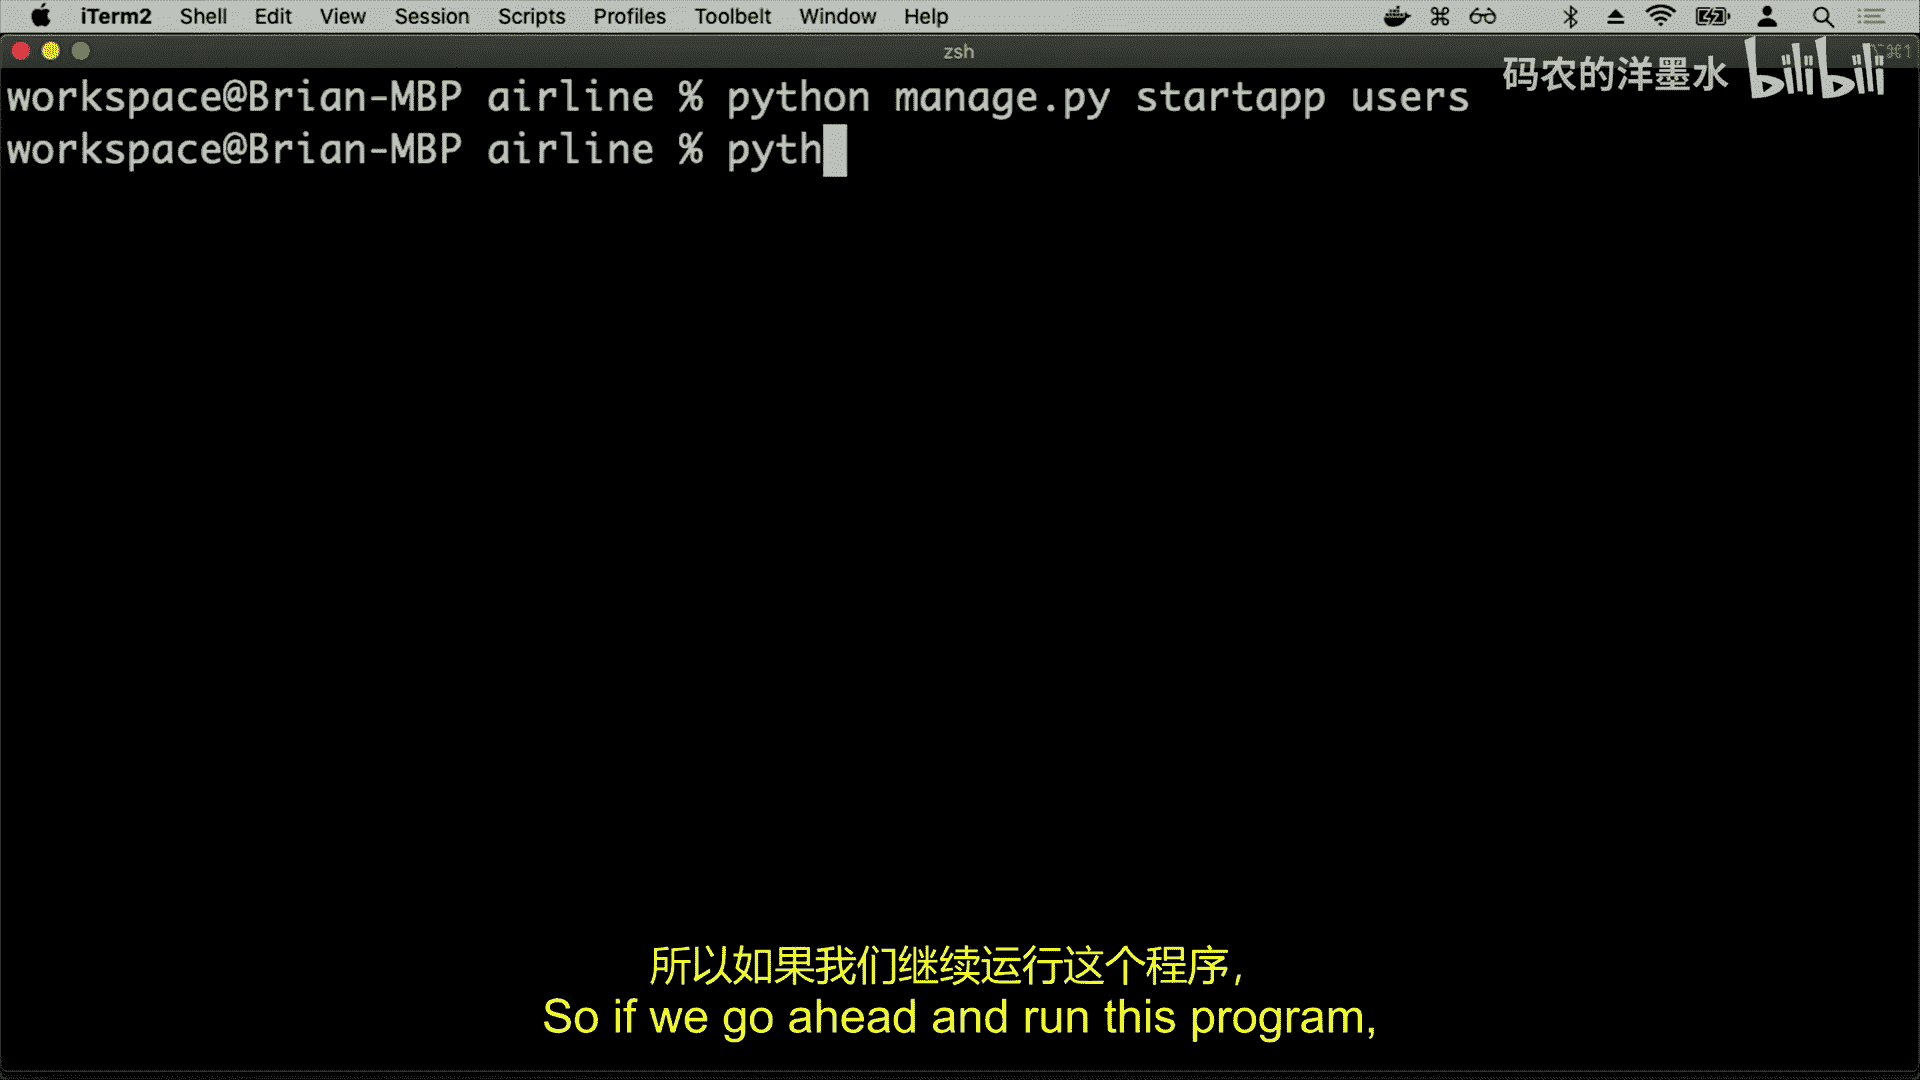 iTerm2 Shell Edit View Session Scripts Profiles Toolbelt Window Help
zsh
⌘1
码农的洋墨水 bilibili
workspace@Brian-MBP airline % python manage.py startapp users
workspace@Brian-MBP airline % pyth
所以如果我们继续运行这个程序，
So if we go ahead and run this program,